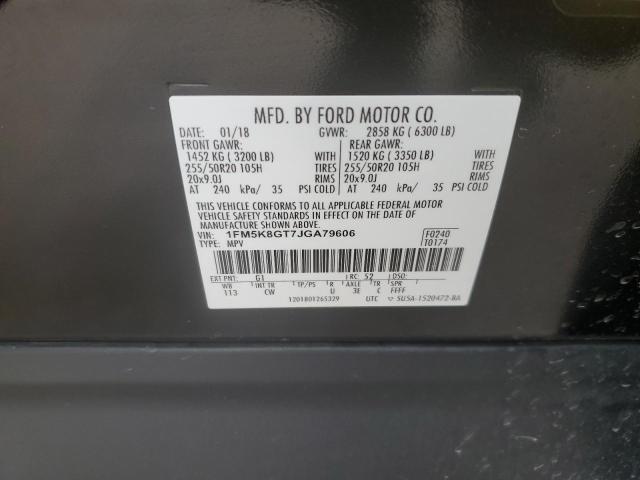 MFD. BY FORD MOTOR CO.
DATE: 01/18 GVWR: 2858 KG ( 6300 LB)
FRONT GAWR: REAR GAWR:
1452 KG ( 3200 LB) WITH 1520 KG ( 3350 LB) WITH
255/50R20 105H TIRES 255/50R20 105H TIRES
20x9.0J RIMS 20x9.0J RIMS
AT 240 kPa/ 35 PSI COLD AT 240 kPa/ 35 PSI COLD
THIS VEHICLE CONFORMS TO ALL APPLICABLE FEDERAL MOTOR
VEHICLE SAFETY STANDARDS IN EFFECT ON THE DATE OF
MANUFACTURE SHOWN ABOVE.
VIN: 1FM5K8GT7JGA79606 F0240
TYPE: MPV T0174
EXT PNT: G1 RC: 52 DSO:
WB INT TR TP/PS R AXLE TR SPR
113 CW U 3E C FFFF
1201801265329 UTC SU5A-1520472-BA